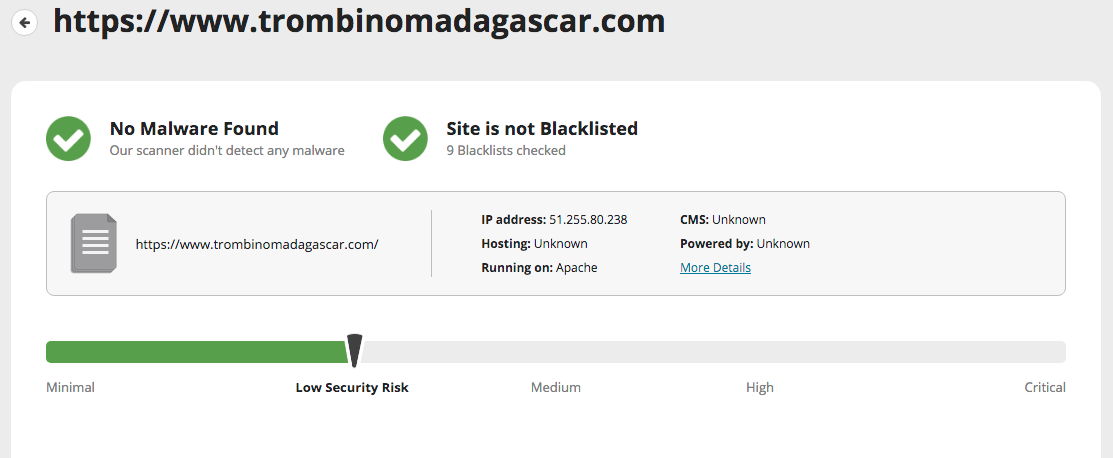 https://www.trombinomadagascar.com
No Malware Found
Our scanner didn't detect any malware
Site is not Blacklisted
9 Blacklists checked
https://www.trombinomadagascar.com/
IP address: 51.255.80.238
Hosting: Unknown
Running on: Apache
CMS: Unknown
Powered by: Unknown
More Details
Minimal
Low Security Risk
Medium
High
Critical